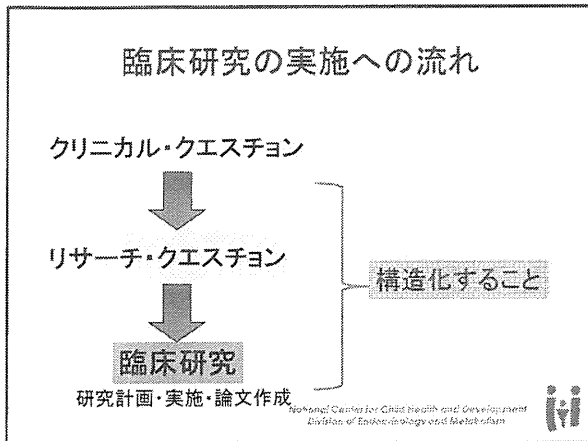 臨床研究の実施への流れ
クリニカル・クエスチョン
リサーチ・クエスチョン
構造化すること
臨床研究
研究計画・実施・論文作成
National Center for Child Health and Development
Division of Endocrinology and Metabolism